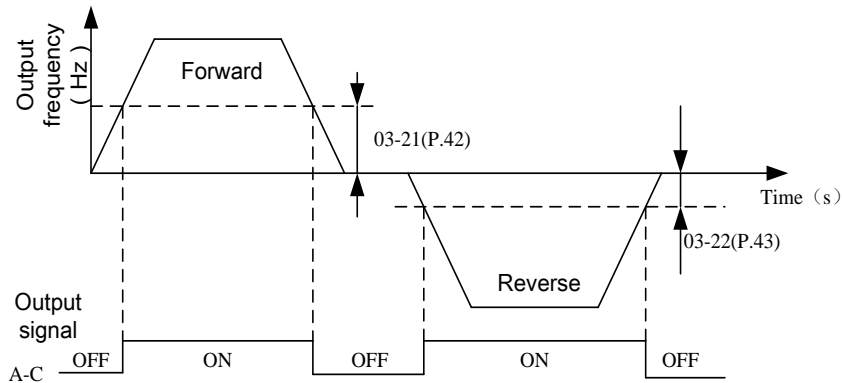 Output
frequency
( Hz )
Forward
03-21(P.42)
Time (s)
03-22(P.43)
Reverse
Output
signal
A-C OFF ON OFF ON OFF